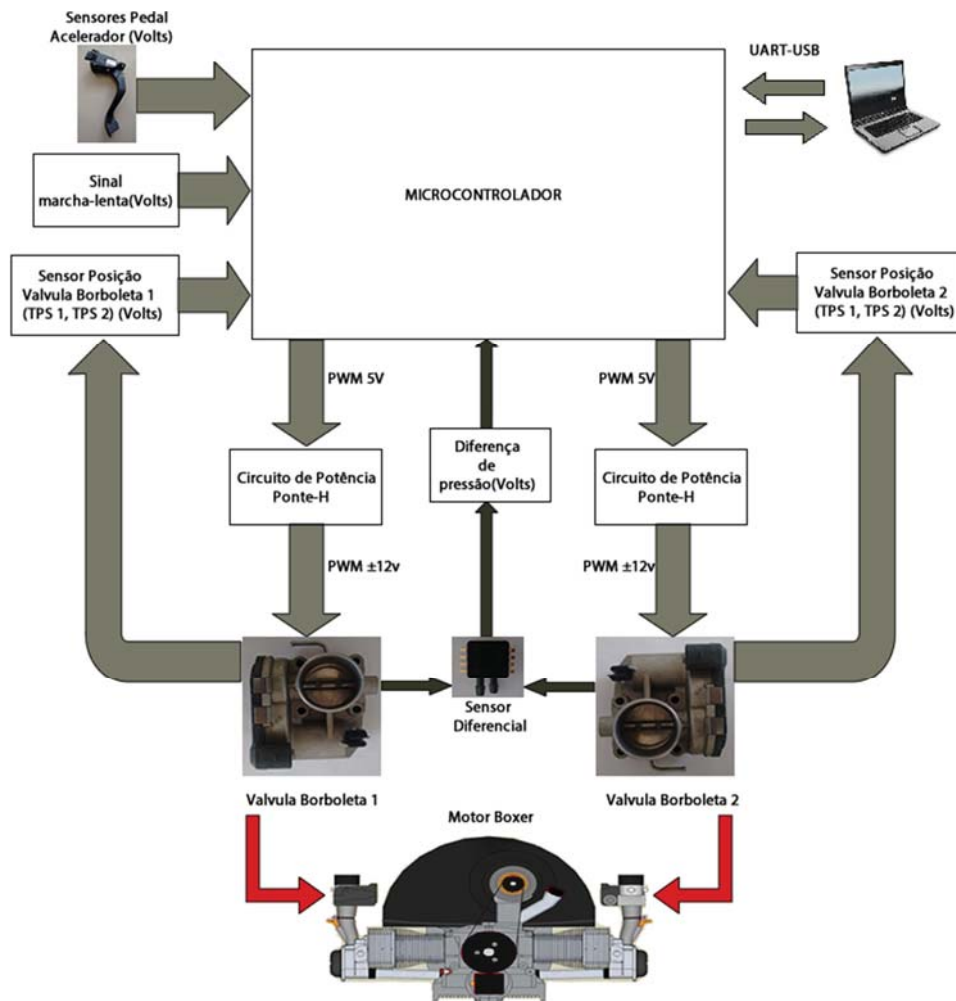 Sensores Pedal
Acelerador (Volts)
UART-USB
Sinal
marcha-lenta(Volts)
MICROCONTROLADOR
Sensor Posição
Valvula Borboleta 1
(TPS 1, TPS 2) (Volts)
Sensor Posição
Valvula Borboleta 2
(TPS 1, TPS 2) (Volts)
PWM 5V
PWM 5V
Circuito de Potência
Ponte-H
Diferença
de
pressão(Volts)
Circuito de Potência
Ponte-H
PWM ±12v
PWM ±12v
Sensor
Diferencial
Valvula Borboleta 1
Valvula Borboleta 2
Motor Boxer